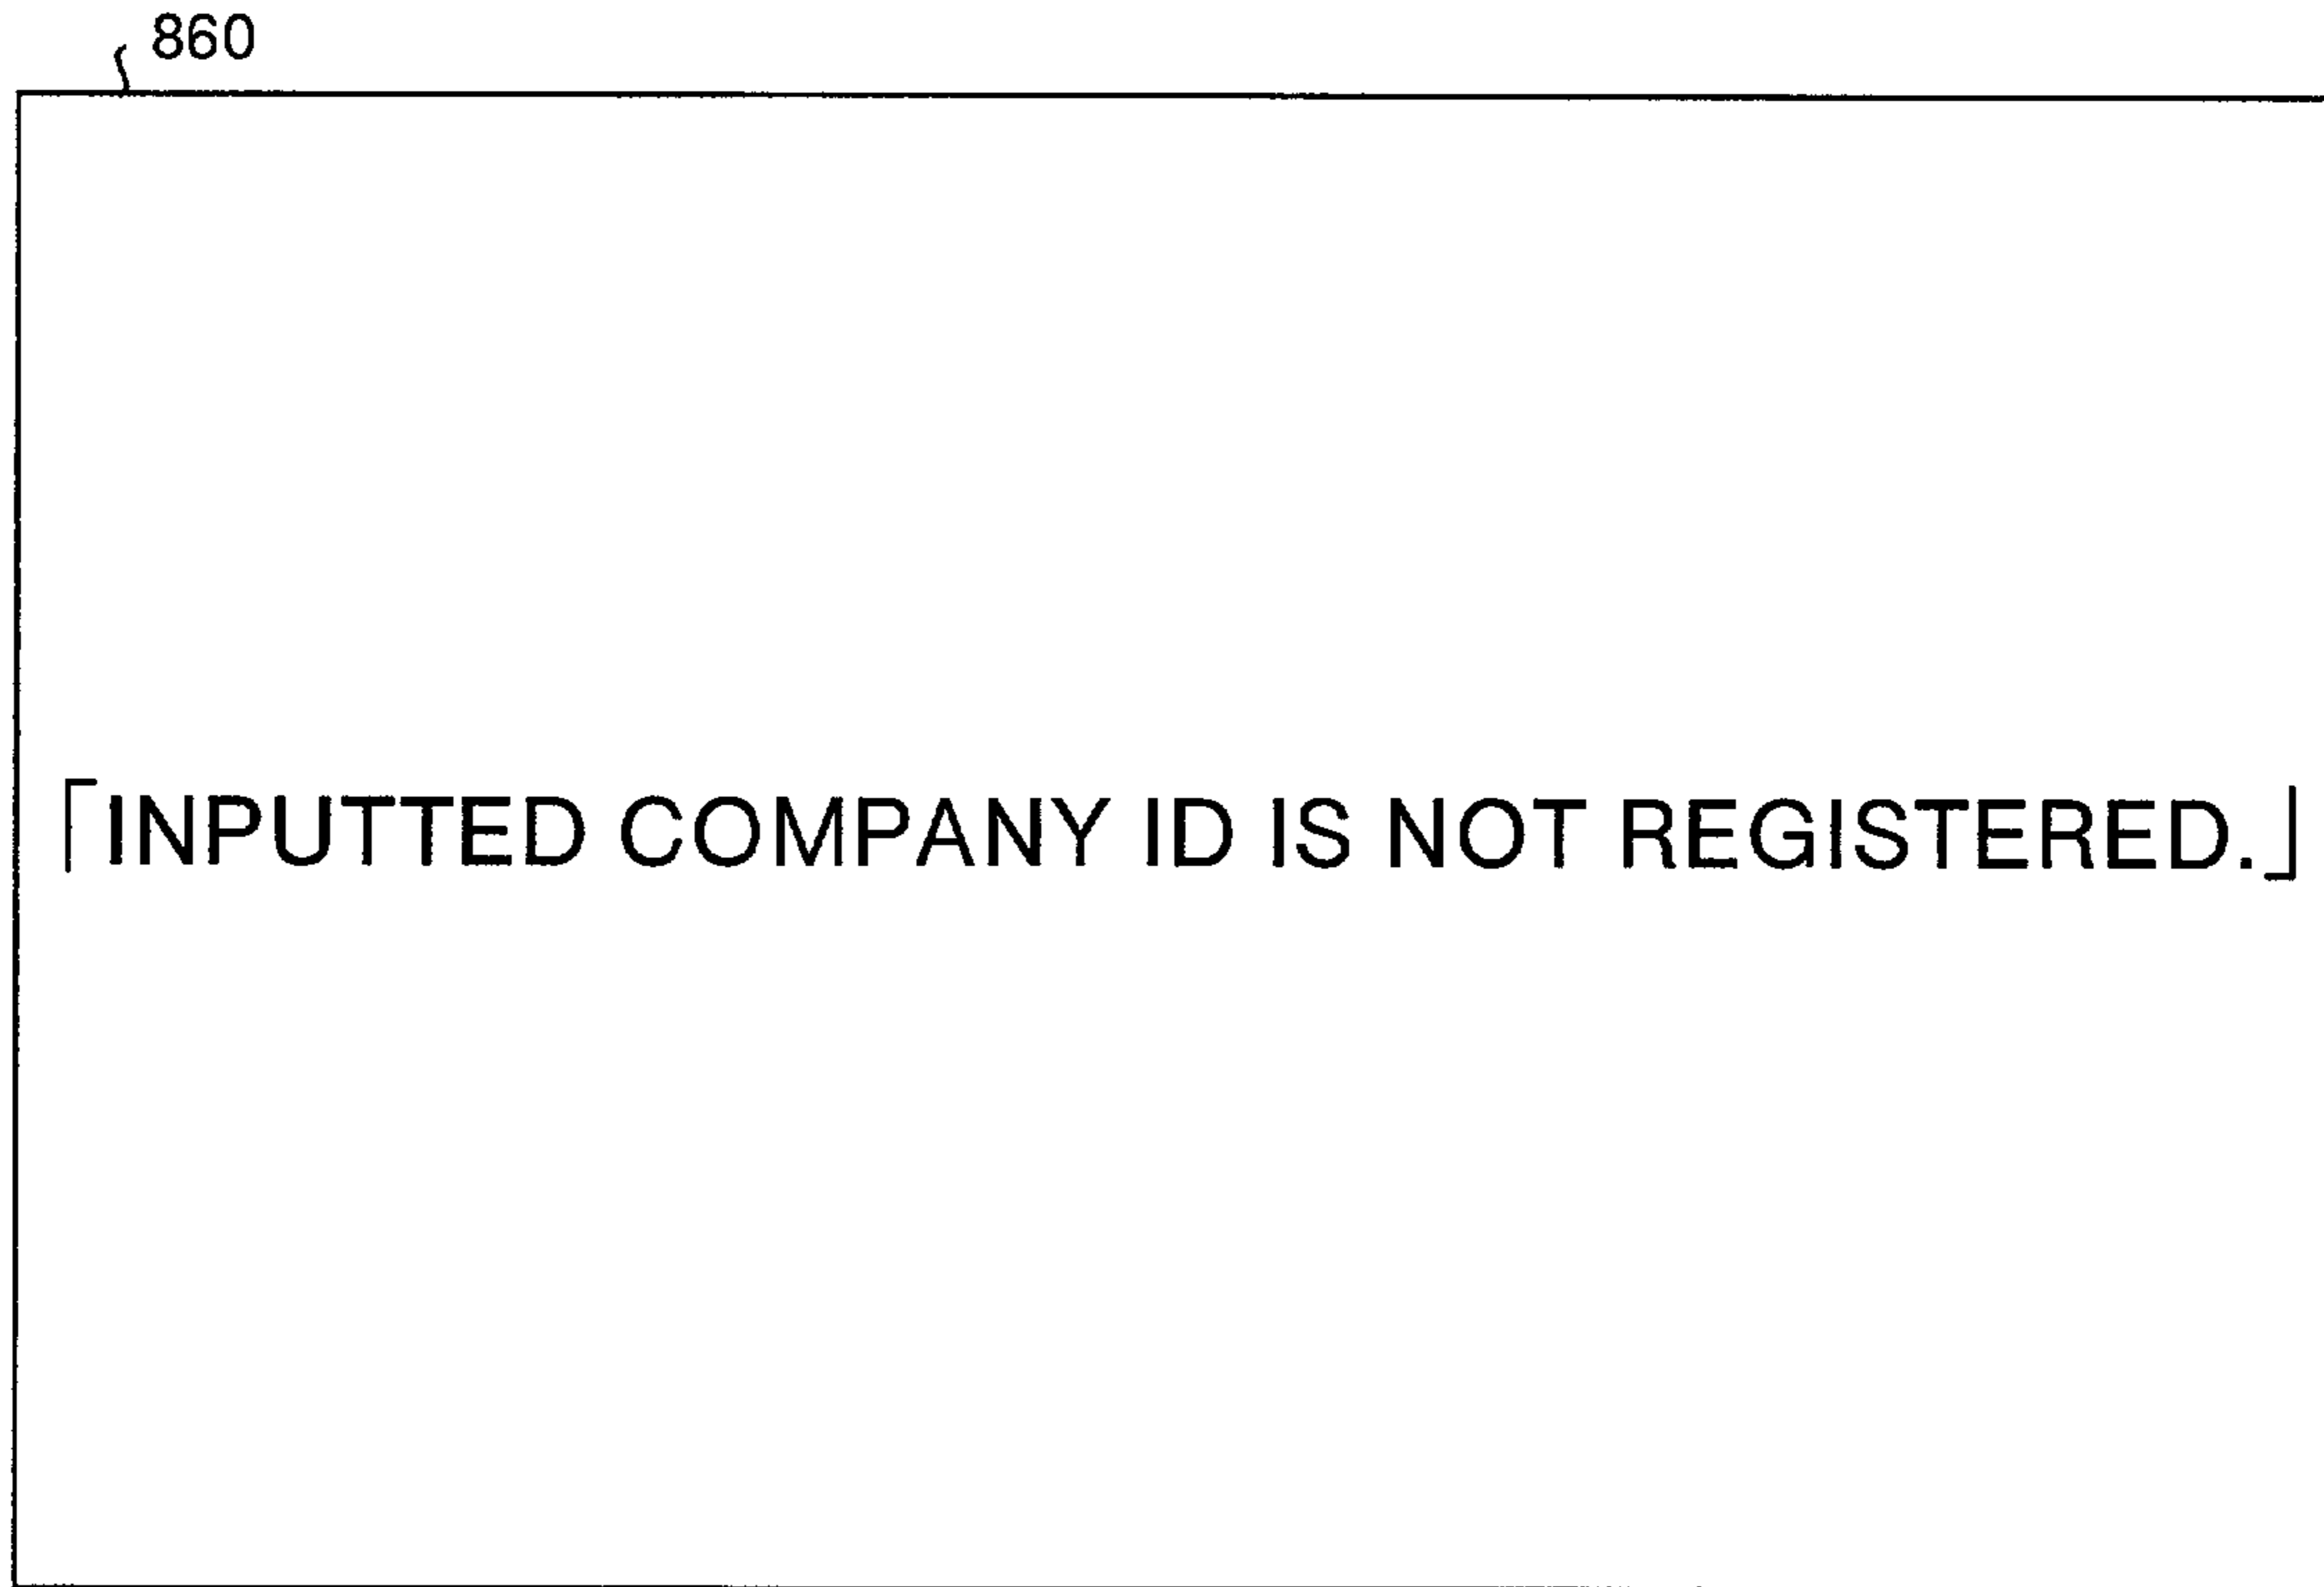 860
「INPUTTED COMPANY ID IS NOT REGISTERED.」